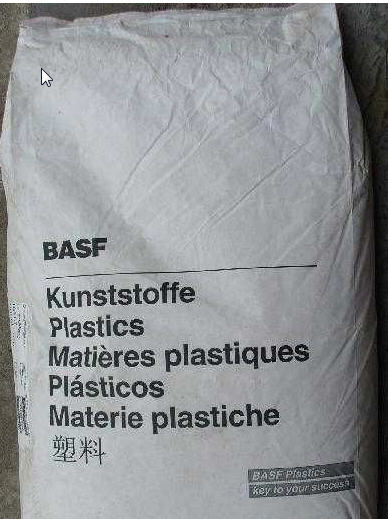 BASF
Kunststoffe
Plastics
Matières plastiques
Plásticos
Materie plastiche
塑料
BASF Plastics
key to your success